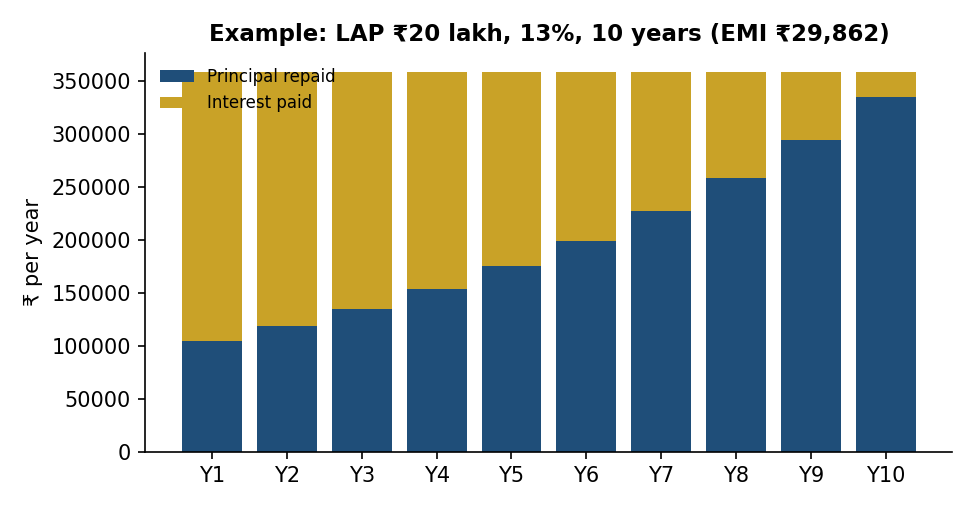 Example: LAP ₹20 lakh, 13%, 10 years (EMI ₹29,862)
Principal repaid
Interest paid
₹ per year
350000
300000
250000
200000
150000
100000
50000
0
Y1 Y2 Y3 Y4 Y5 Y6 Y7 Y8 Y9 Y10